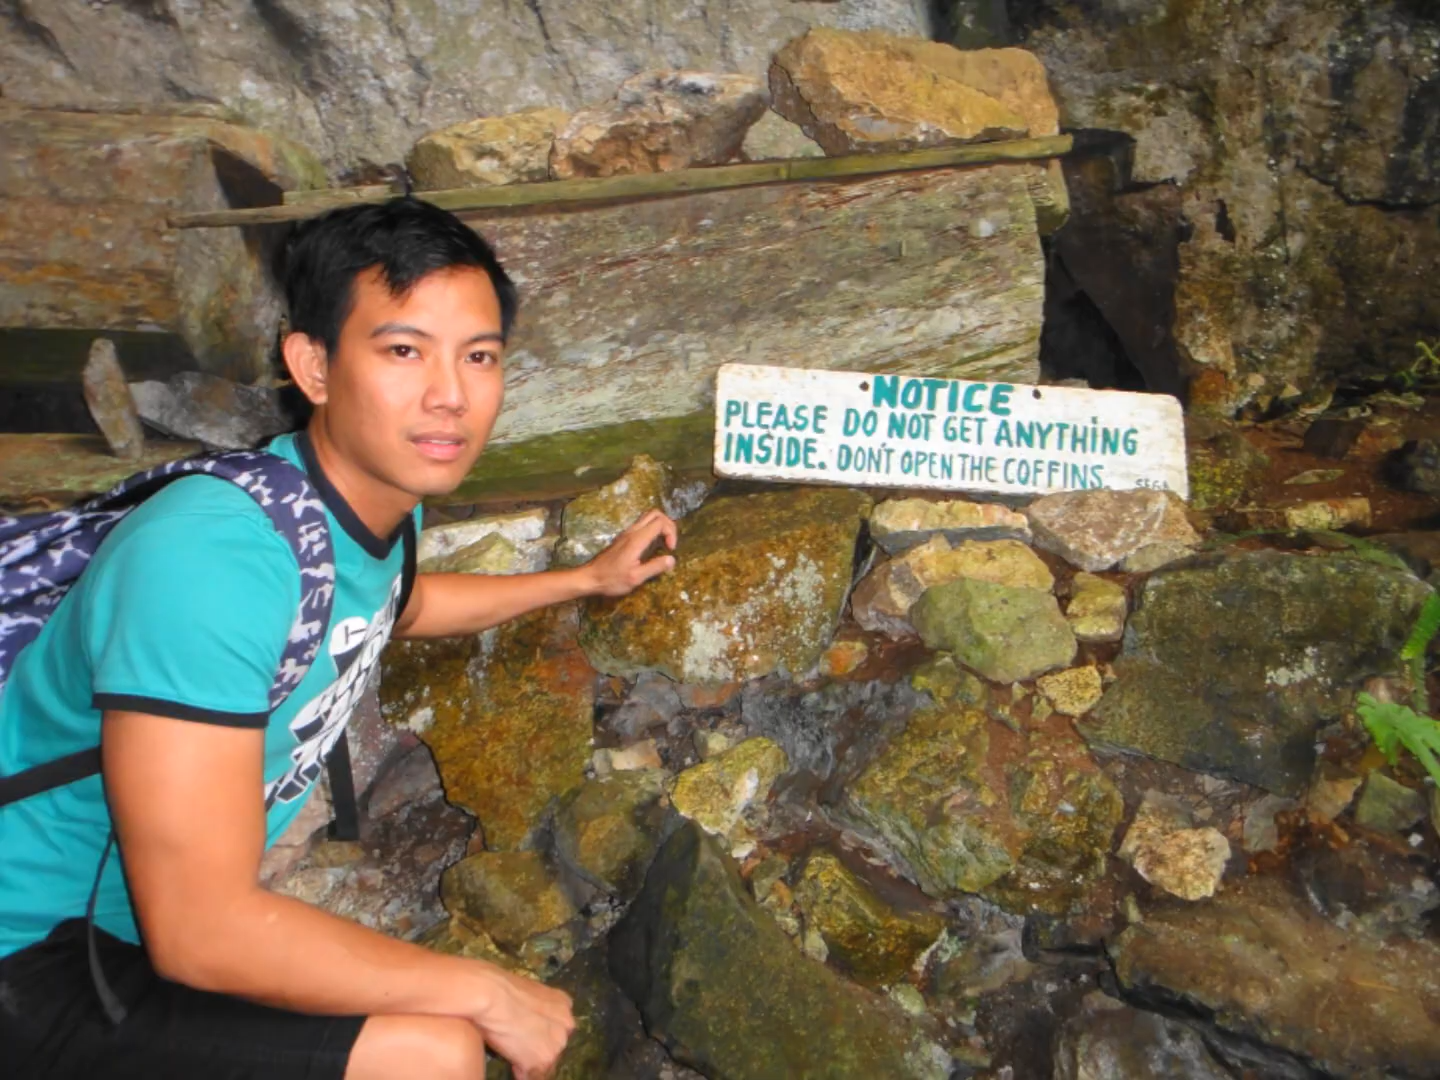 NOTICE
PLEASE DO NOT GET ANYTHING
INSIDE. DON'T OPEN THE COFFINS.